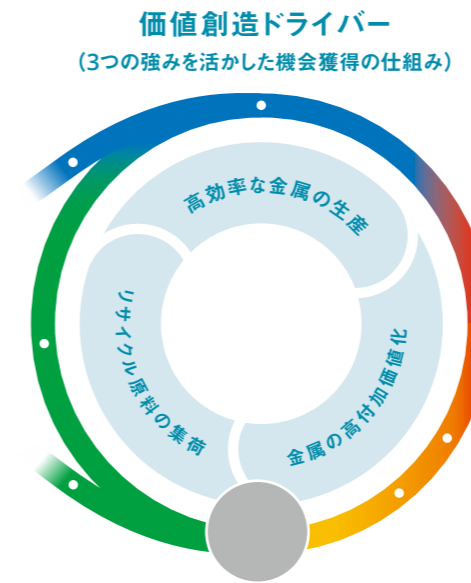 価値創造ドライバー
（3つの強みを活かした機会獲得の仕組み）
高効率な金属の生産
リサイクル原料の集荷
金属の高付加価値化